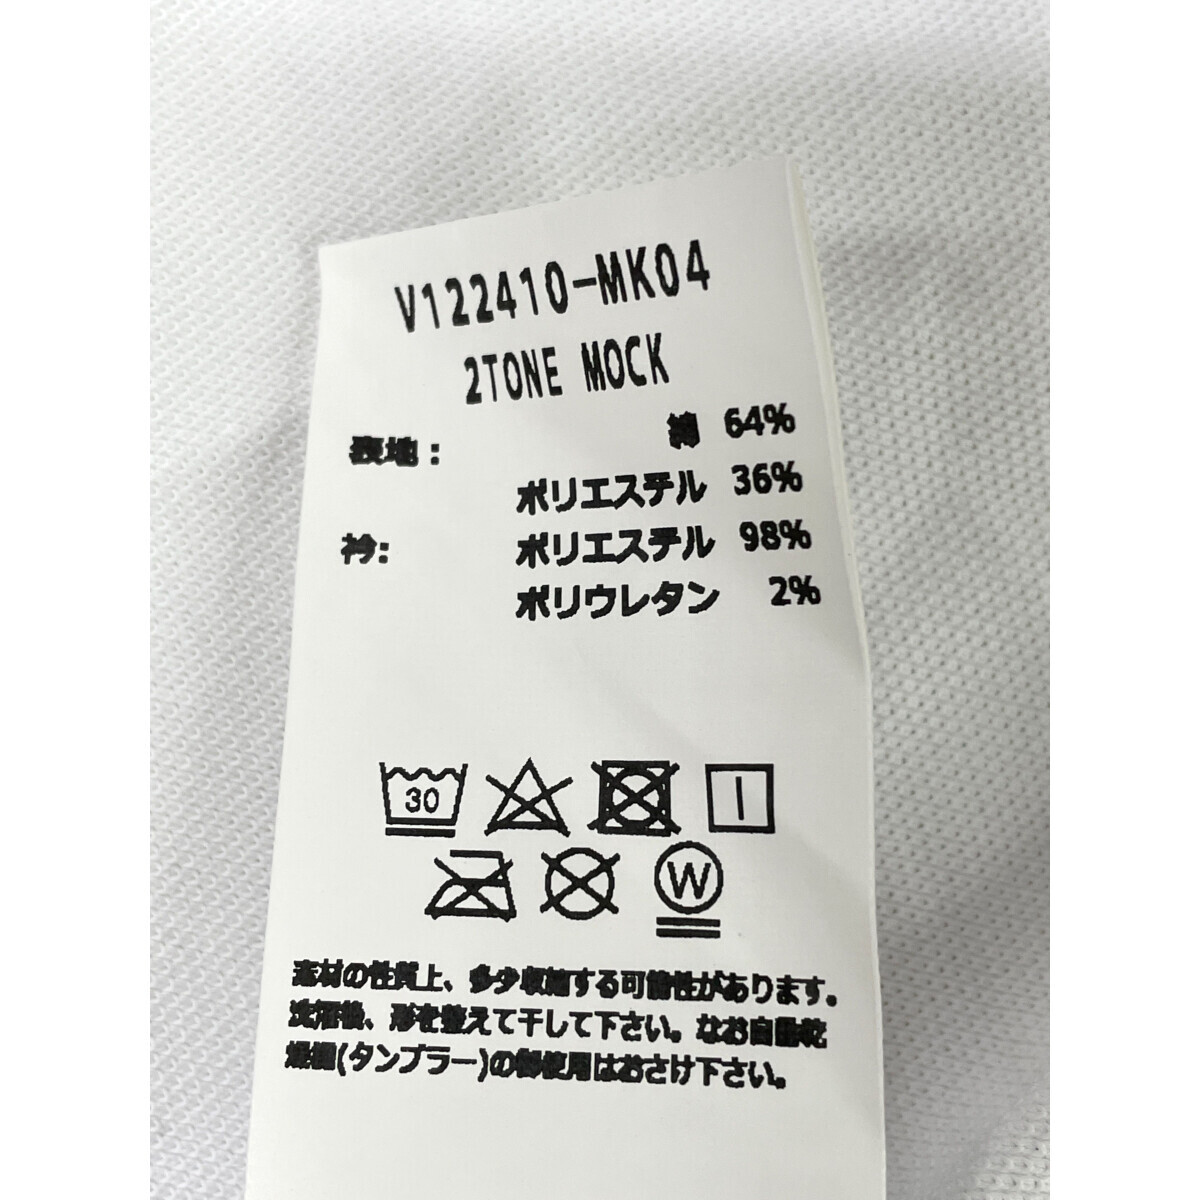 V122410-MK04
2TONE MOCK
表地: 綿 64%
ポリエステル 36%
衿: ポリエステル 98%
ポリウレタン 2%
30
W
素材の性質上、多少収縮する可能性があります。
洗濯後、形を整えて干して下さい。なお自動乾
燥機(タンブラー)の御使用はおさけ下さい。